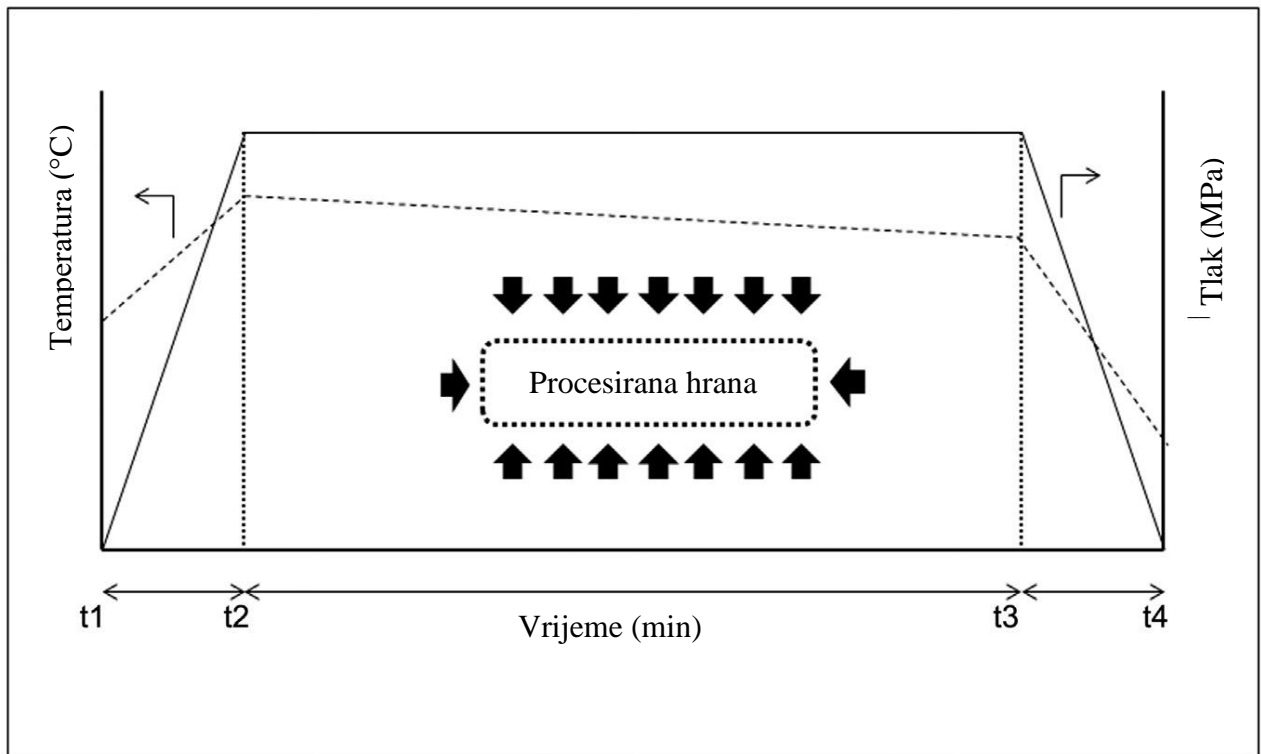 Temperatura (°C)
Tlak (MPa)
Procesirana hrana
t1
t2
Vrijeme (min)
t3
t4